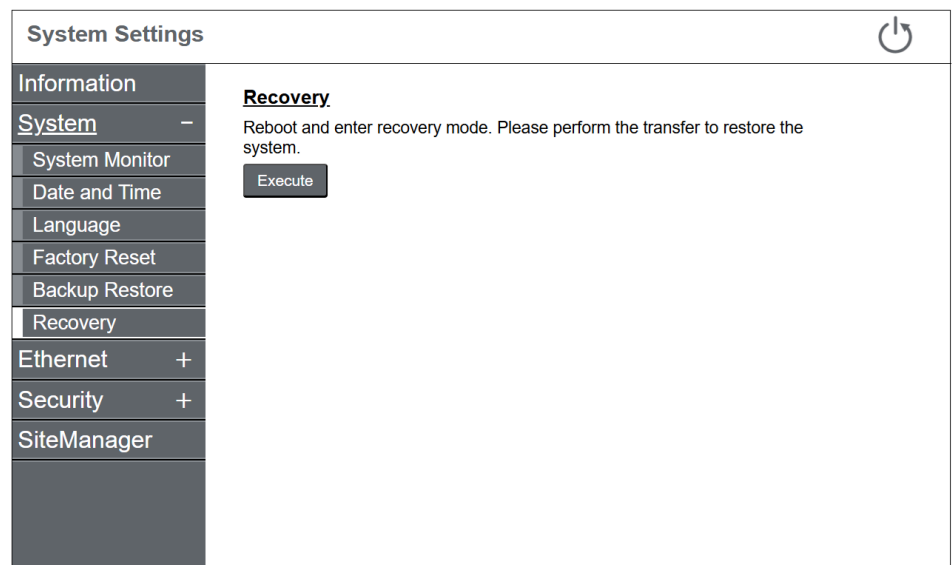 System Settings
Information
System −
System Monitor
Date and Time
Language
Factory Reset
Backup Restore
Recovery
Ethernet +
Security +
SiteManager
Recovery
Reboot and enter recovery mode. Please perform the transfer to restore the
system.
Execute